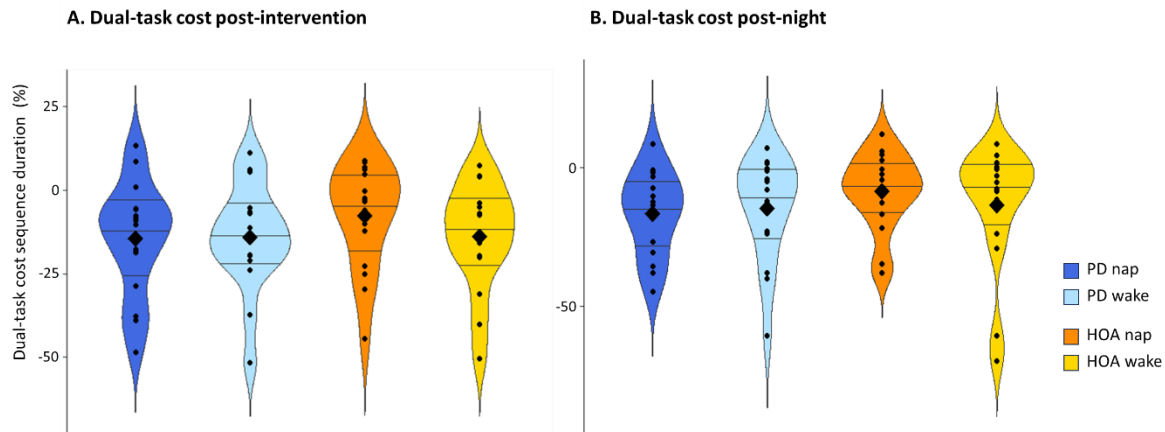 A. Dual-task cost post-intervention
B. Dual-task cost post-night
Dual-task cost sequence duration (%)
25
0
-25
-50
0
-50
PD nap
PD wake
HOA nap
HOA wake